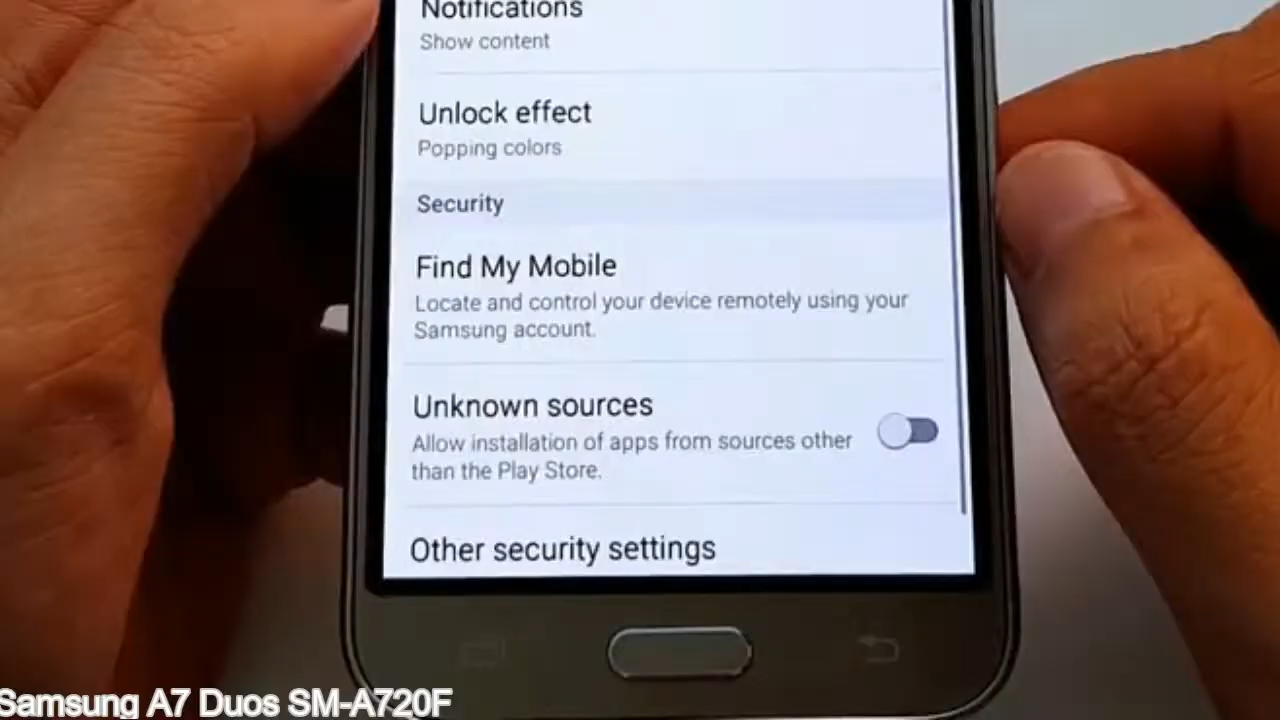 Notifications
Show content
Unlock effect
Popping colors
Security
Find My Mobile
Locate and control your device remotely using your
Samsung account.
Unknown sources
Allow installation of apps from sources other
than the Play Store.
Other security settings
Samsung A7 Duos SM-A720F